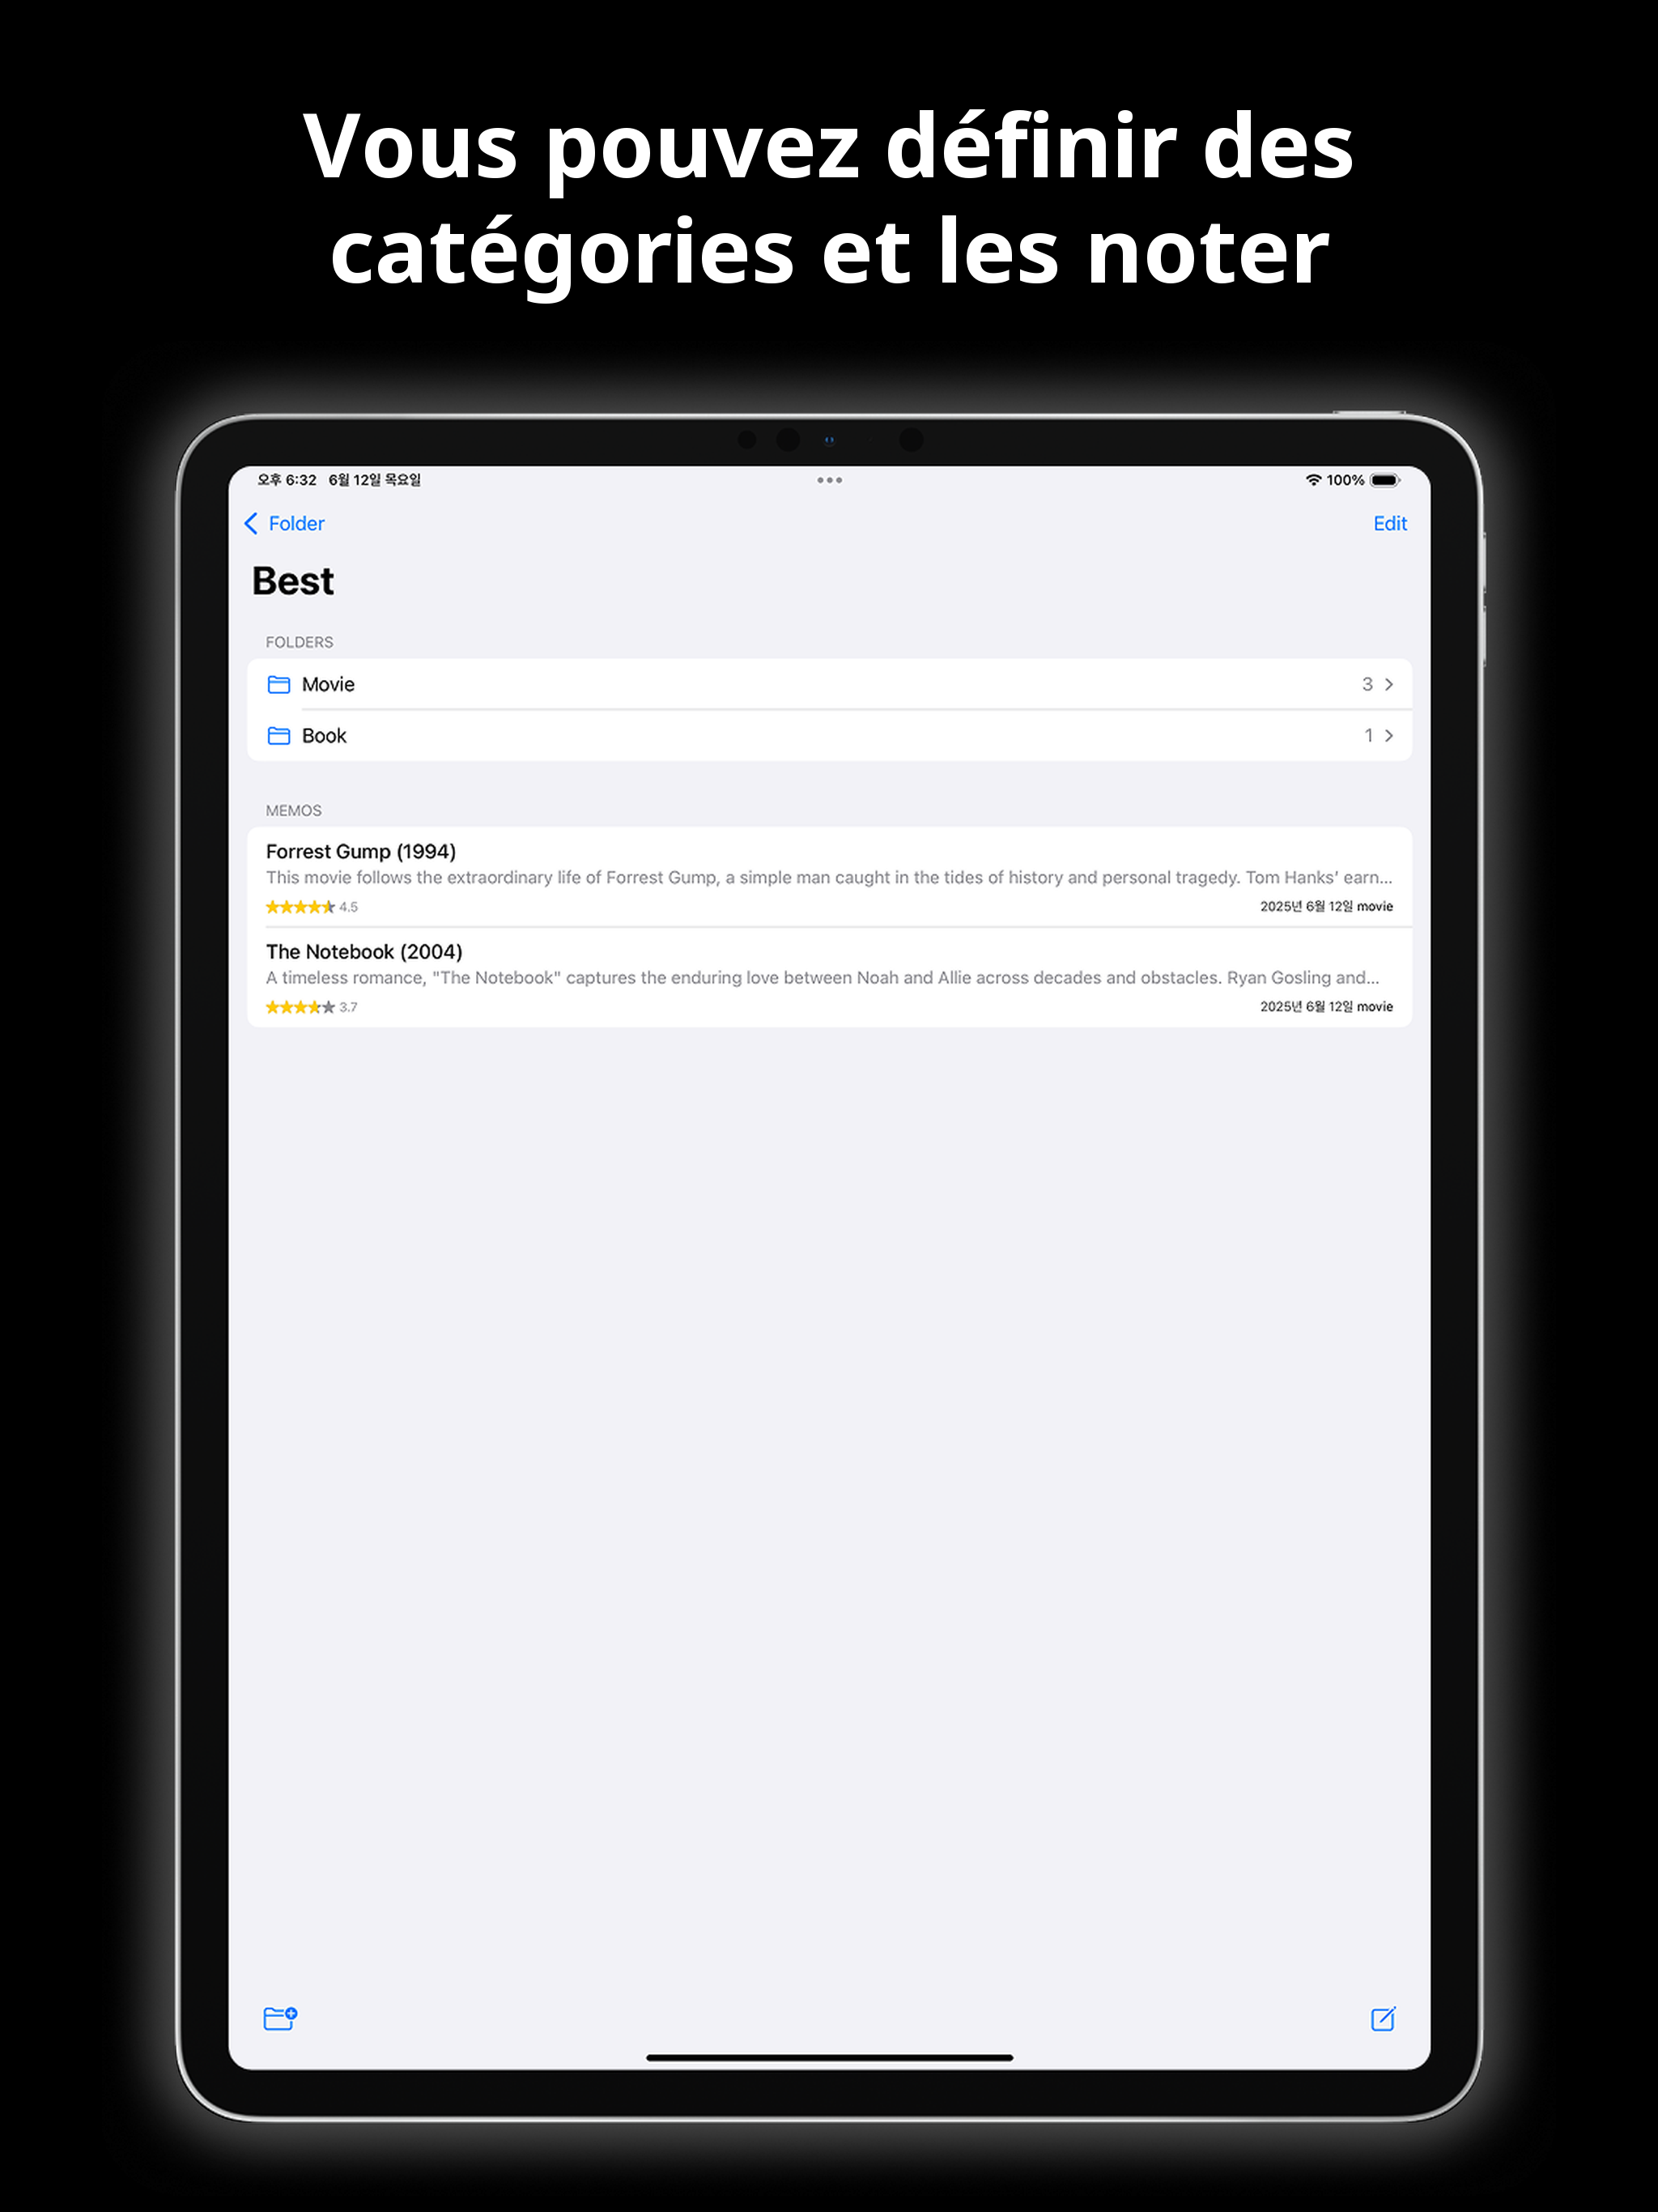 Vous pouvez définir des
catégories et les noter
오후 6:32 6월 12일 목요일
100%
Folder
Edit
Best
FOLDERS
Movie 3
Book 1
MEMOS
Forrest Gump (1994)
This movie follows the extraordinary life of Forrest Gump, a simple man caught in the tides of history and personal tragedy. Tom Hanks' earn...
4.5
2025년 6월 12일 movie
The Notebook (2004)
A timeless romance, "The Notebook" captures the enduring love between Noah and Allie across decades and obstacles. Ryan Gosling and...
3.7
2025년 6월 12일 movie